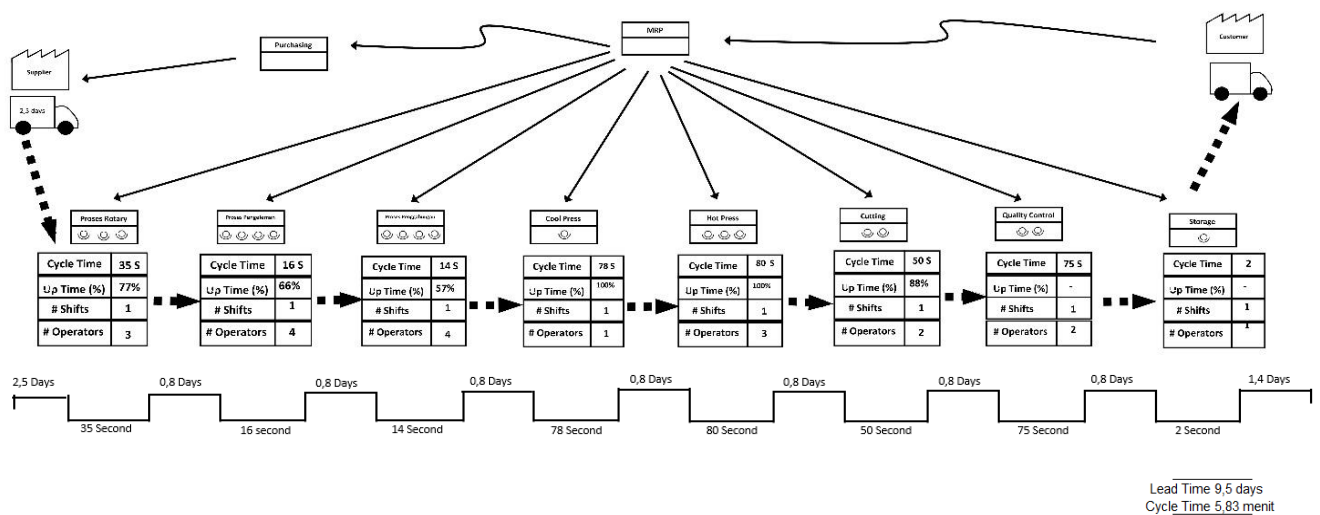 MRP
Customer
Purchasing
Supplier
2,5 days
Proses Rotary
Cycle Time 35 S
Up Time (%) 77%
# Shifts 1
# Operators 3
Proses Pengeleman
Cycle Time 16 S
Up Time (%) 66%
# Shifts 1
# Operators 4
Proses
Cycle Time 14 S
Up Time (%) 57%
# Shifts 1
# Operators 4
Cool Press
Cycle Time 78 S
Up Time (%) 100%
# Shifts 1
# Operators 1
Hot Press
Cycle Time 80 S
Up Time (%) 100%
# Shifts 1
# Operators 3
Cutting
Cycle Time 50 S
Up Time (%) 88%
# Shifts 1
# Operators 2
Quality Control
Cycle Time 75 S
Up Time (%) -
# Shifts 1
# Operators 2
Storage
Cycle Time 2
Up Time (%) -
# Shifts 1
# Operators 1
2,5 Days 0,8 Days 0,8 Days 0,8 Days 0,8 Days 0,8 Days 0,8 Days 0,8 Days 1,4 Days
35 Second 16 second 14 Second 78 Second 80 Second 50 Second 75 Second 2 Second
Lead Time 9,5 days
Cycle Time 5,83 menit